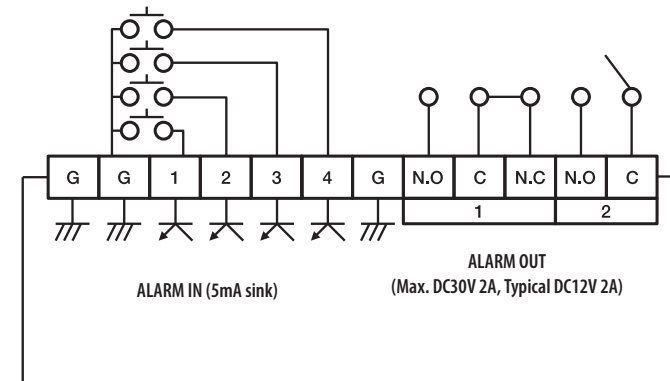 G G 1 2 3 4 G N.O C N.C N.O C
1 2
ALARM IN (5mA sink)
ALARM OUT
(Max. DC30V 2A, Typical DC12V 2A)